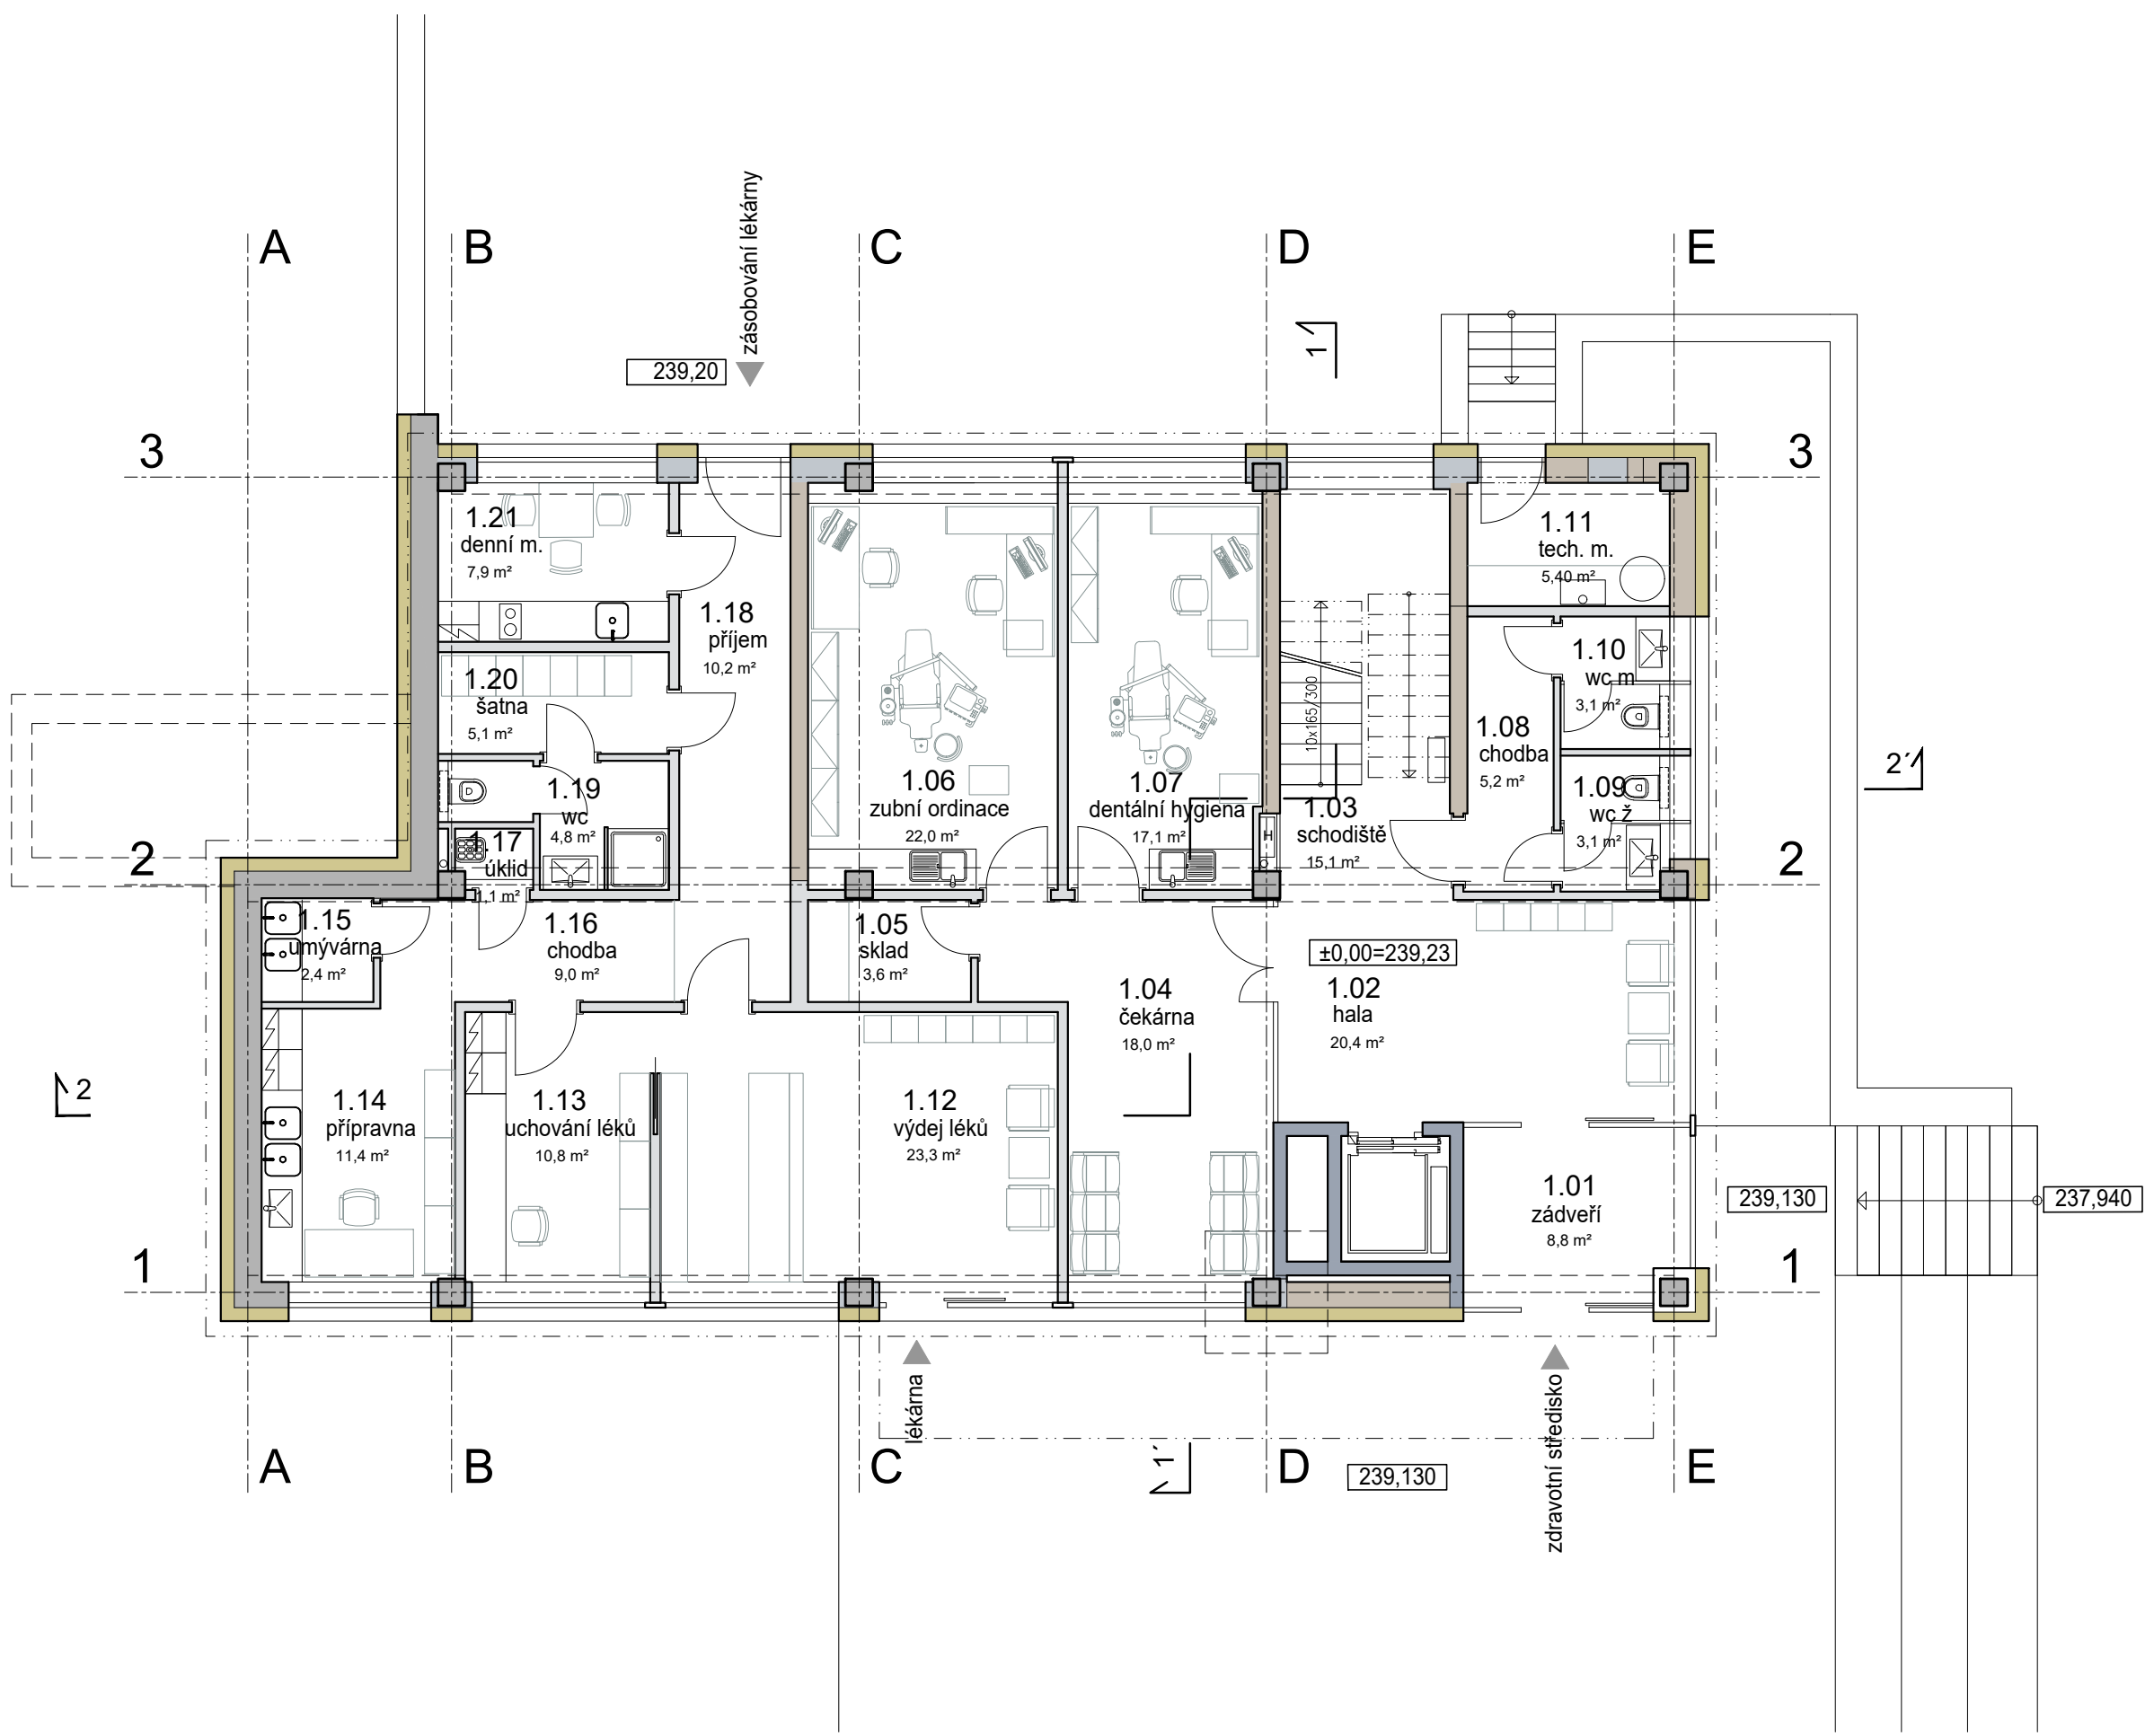 zásobování lékárny
A
B
C
D
E
239,20
1
3
3
1.21
denní m.
7,9 m²
1.11
tech. m.
5,40 m²
1.18
příjem
10,2 m²
1.20
šatna
5,1 m²
1.10
wc m
3,1 m²
10x165/300
1.08
chodba
5,2 m²
2´
1.19
wc
4,8 m²
1.06
zubní ordinace
22,0 m²
1.07
dentální hygiena
17,1 m²
1.03
schodiště
15,1 m²
1.09
wc ž
3,1 m²
H
1.17
úklid
1,1 m²
2
2
1.15
umývárna
2,4 m²
1.16
chodba
9,0 m²
1.05
sklad
3,6 m²
±0,00=239,23
1.04
čekárna
18,0 m²
1.02
hala
20,4 m²
2
1.14
přípravna
11,4 m²
1.13
uchování léků
10,8 m²
1.12
výdej léků
23,3 m²
1.01
zádveří
8,8 m²
239,130
237,940
1
1
lékárna
zdravotní středisko
A
B
C
1´
D
E
239,130